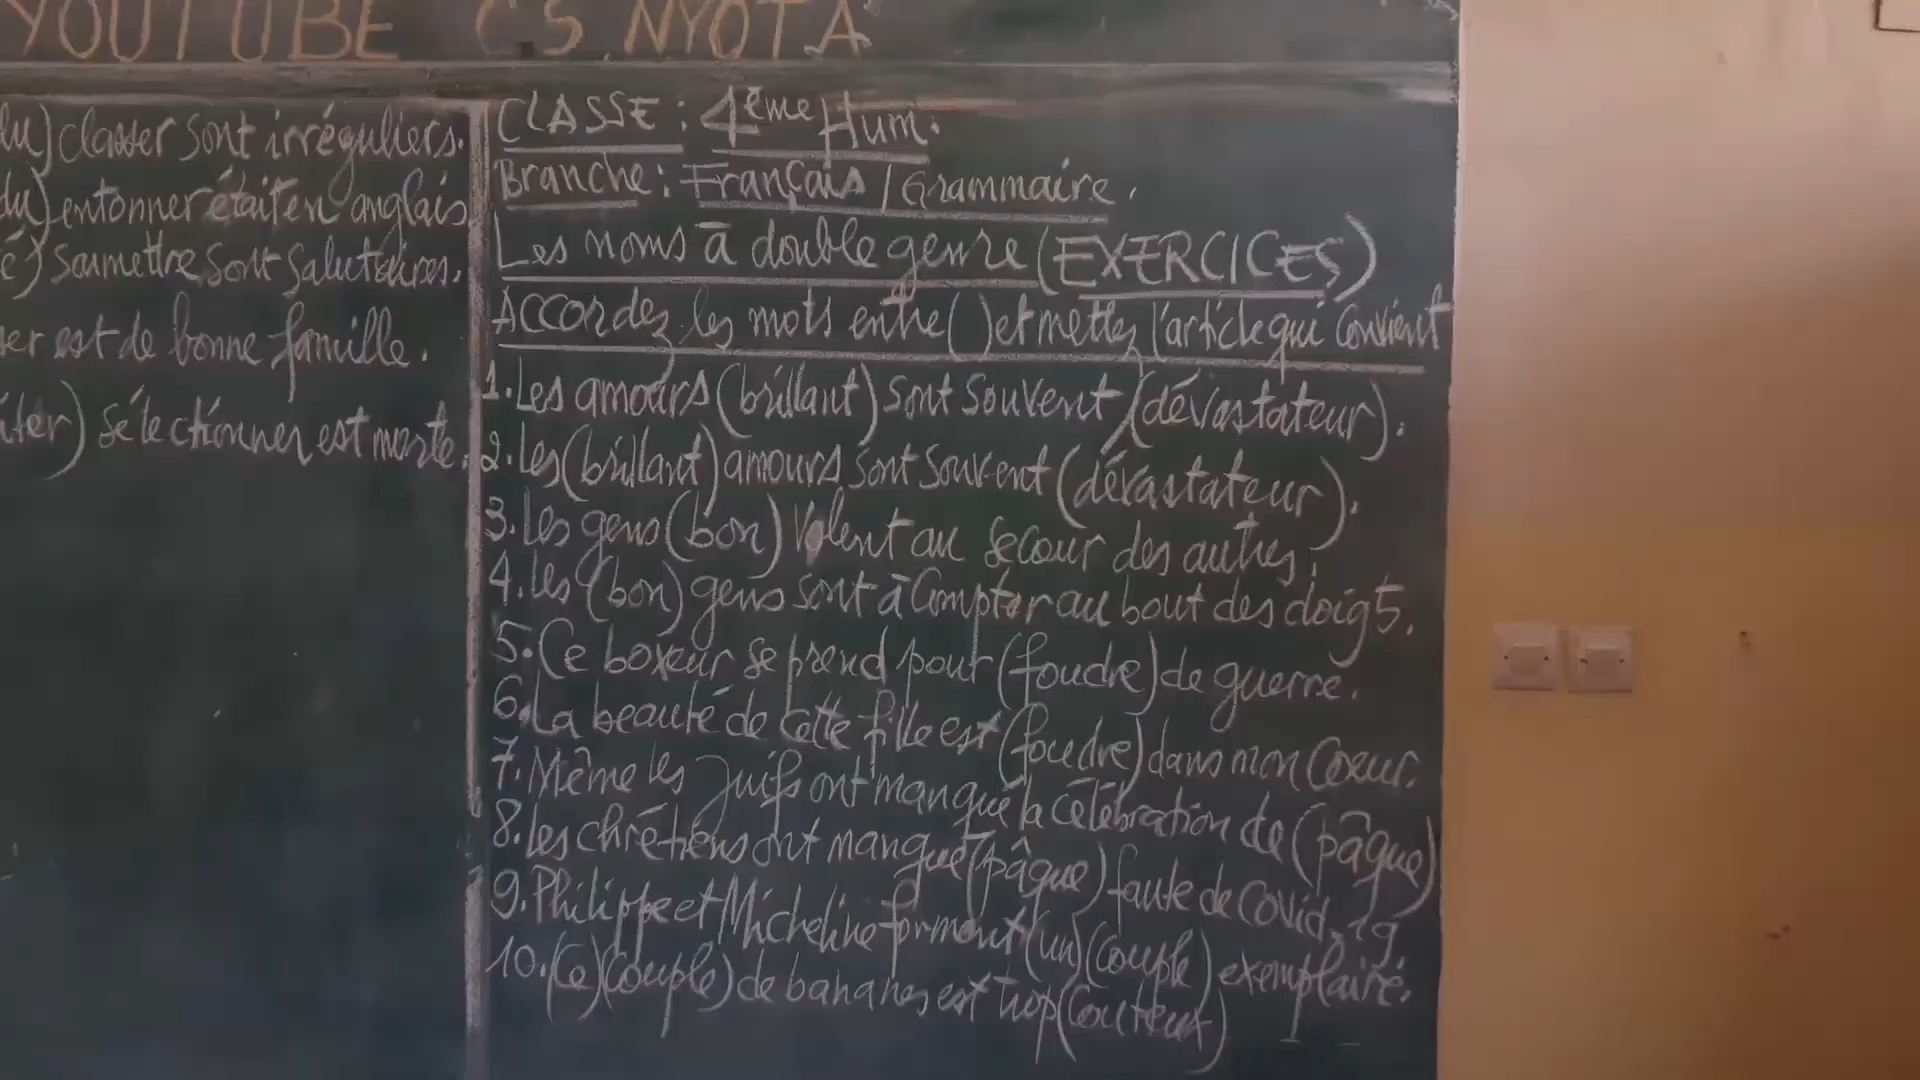 YOUTUBE CS NYOTA
lu) classer sont irréguliers.
du) entonner était en anglais
é) soumettre sont salutaires.
er est de bonne famille.
iter) sélectionner est morte.
CLASSE : 4ème Hum.
Branche : Français / Grammaire.
Les noms à double genre (EXERCICES)
Accordez les mots entre ( ) et mettez l'article qui convient
1. Les amours (brillant) sont souvent (dévastateur).
2. Les (brillant) amours sont souvent (dévastateur).
3. Les gens (bon) volent au secour des autres.
4. Les (bon) gens sont à compter au bout des doigts.
5. Ce boxeur se prend pour (foudre) de guerre.
6. La beauté de cette fille est (foudre) dans mon coeur.
7. Même les Juifs ont manqué la célébration de (pâque)
8. Les chrétiens ont manqué (pâque) faute de Covid-19.
9. Philippe et Micheline forment (un) (couple) exemplaire.
10. (Ce) (couple) de bananes est trop (couteux)